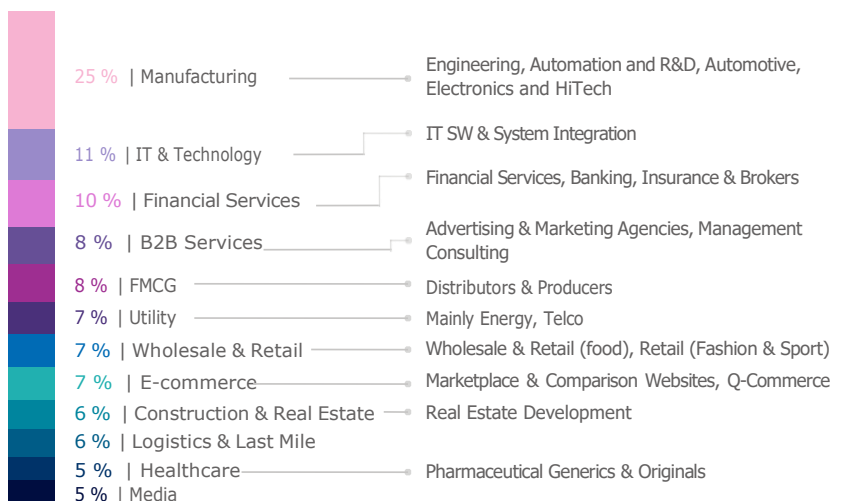 25 % | Manufacturing
Engineering, Automation and R&D, Automotive,
Electronics and HiTech
11 % | IT & Technology
IT SW & System Integration
10 % | Financial Services
Financial Services, Banking, Insurance & Brokers
8 % | B2B Services
Advertising & Marketing Agencies, Management
Consulting
8 % | FMCG
Distributors & Producers
7 % | Utility
Mainly Energy, Telco
7 % | Wholesale & Retail
Wholesale & Retail (food), Retail (Fashion & Sport)
7 % | E-commerce
Marketplace & Comparison Websites, Q-Commerce
6 % | Construction & Real Estate
Real Estate Development
6 % | Logistics & Last Mile
5 % | Healthcare
Pharmaceutical Generics & Originals
5 % | Media